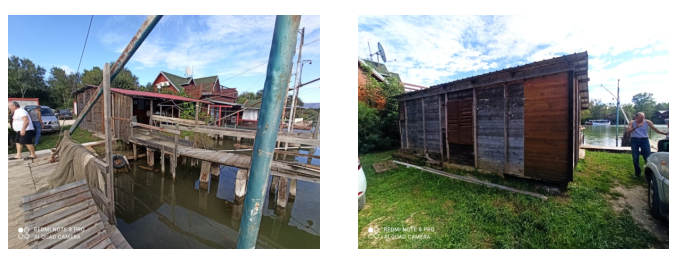 REDMI NOTE 8 PRO
AI QUAD CAMERA
REDMI NOTE 8 PRO
AI QUAD CAMERA